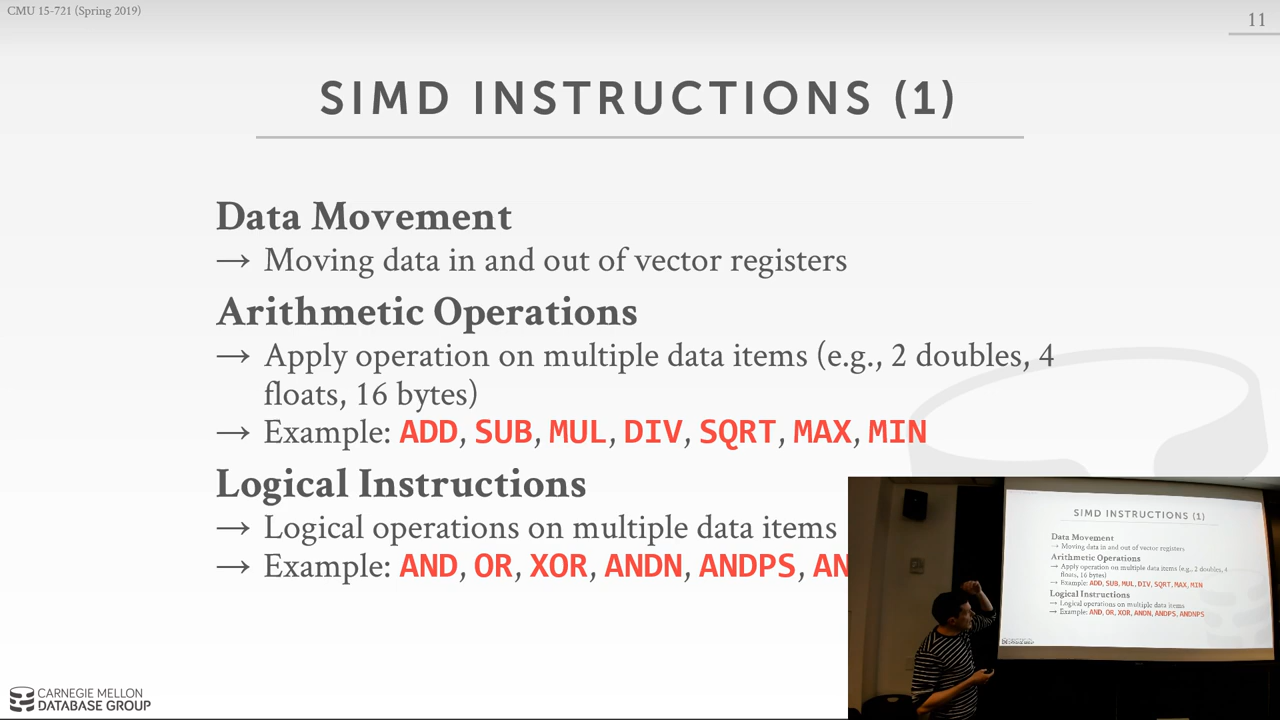 CMU 15-721 (Spring 2019)
11
SIMD INSTRUCTIONS (1)
Data Movement
→ Moving data in and out of vector registers
Arithmetic Operations
→ Apply operation on multiple data items (e.g., 2 doubles, 4
floats, 16 bytes)
→ Example: ADD, SUB, MUL, DIV, SQRT, MAX, MIN
Logical Instructions
→ Logical operations on multiple data items
→ Example: AND, OR, XOR, ANDN, ANDPS, AN
CARNEGIE MELLON
DATABASE GROUP
SIMD INSTRUCTIONS (1)
Data Movement
→ Moving data in and out of vector registers
Arithmetic Operations
→ Apply operation on multiple data items (e.g., 2 doubles, 4
floats, 16 bytes)
→ Example: ADD, SUB, MUL, DIV, SQRT, MAX, MIN
Logical Instructions
→ Logical operations on multiple data items
→ Example: AND, OR, XOR, ANDN, ANDPS, ANDNPS